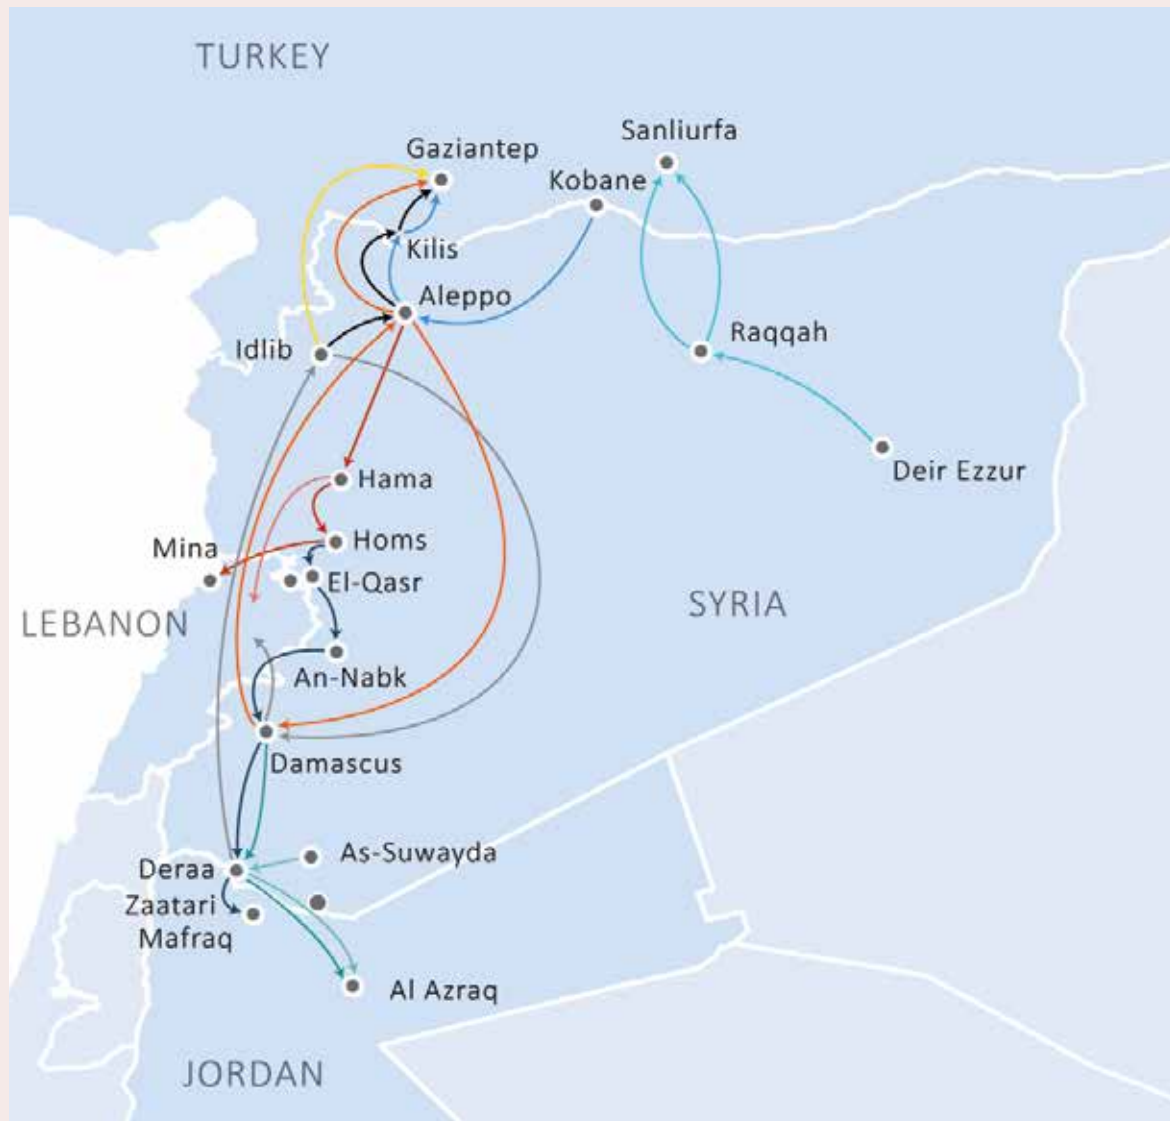 TURKEY
Sanliurfa
Gaziantep
Kobane
Kilis
Aleppo
Raqqah
Idlib
Deir Ezzur
Hama
Homs
Mina
El-Qasr
SYRIA
LEBANON
An-Nabk
Damascus
As-Suwayda
Deraa
Zaatari
Mafraq
Al Azraq
JORDAN